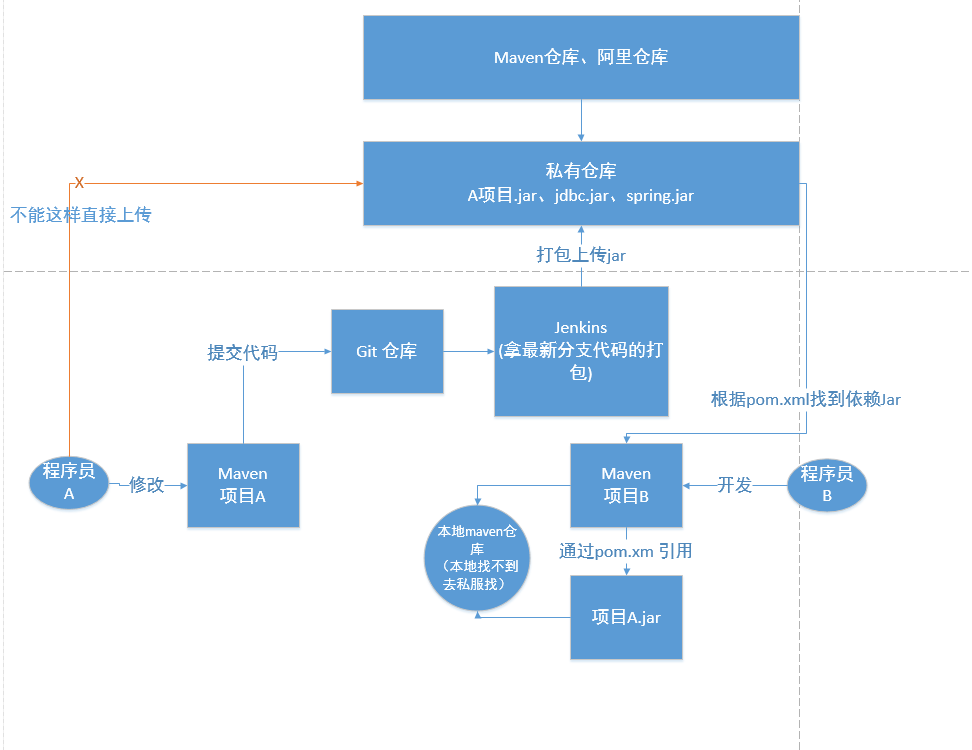 Maven仓库、阿里仓库
私有仓库
A项目.jar、jdbc.jar、spring.jar
X
不能这样直接上传
打包上传jar
Jenkins
(拿最新分支代码的打
包)
Git 仓库
提交代码
根据pom.xml找到依赖Jar
程序员
A
修改
Maven
项目A
Maven
项目B
开发
程序员
B
本地maven仓
库
（本地找不到
去私服找）
通过pom.xm 引用
项目A.jar